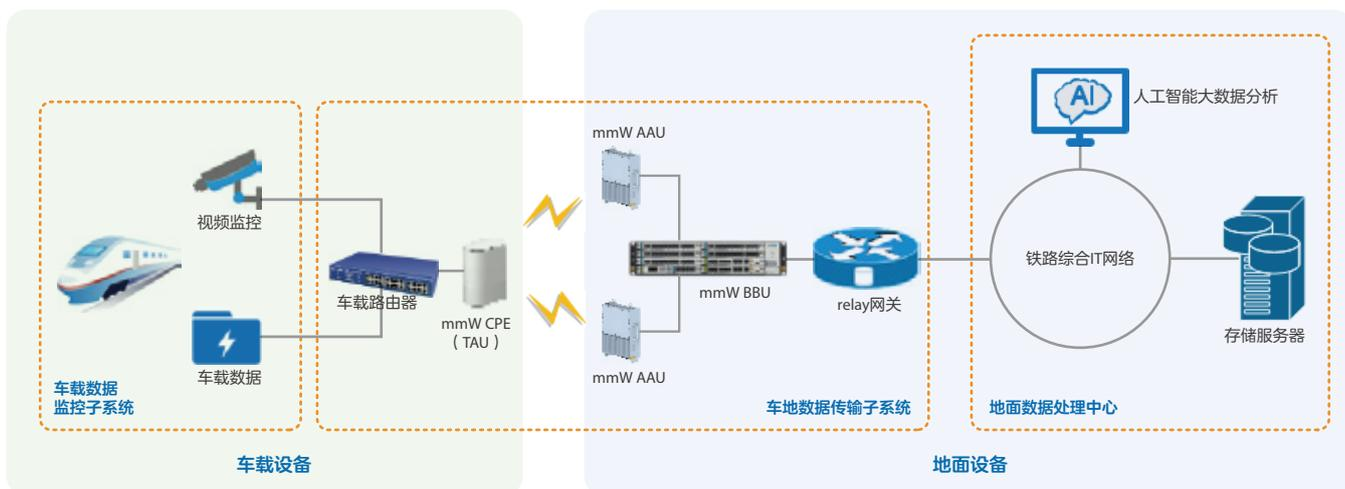 mmW AAU
AI
人工智能大数据分析
视频监控
车载路由器
mmW CPE
（ TAU ）
mmW BBU
relay网关
铁路综合IT网络
存储服务器
车载数据
mmW AAU
车载数据
监控子系统
车地数据传输子系统
地面数据处理中心
车载设备
地面设备